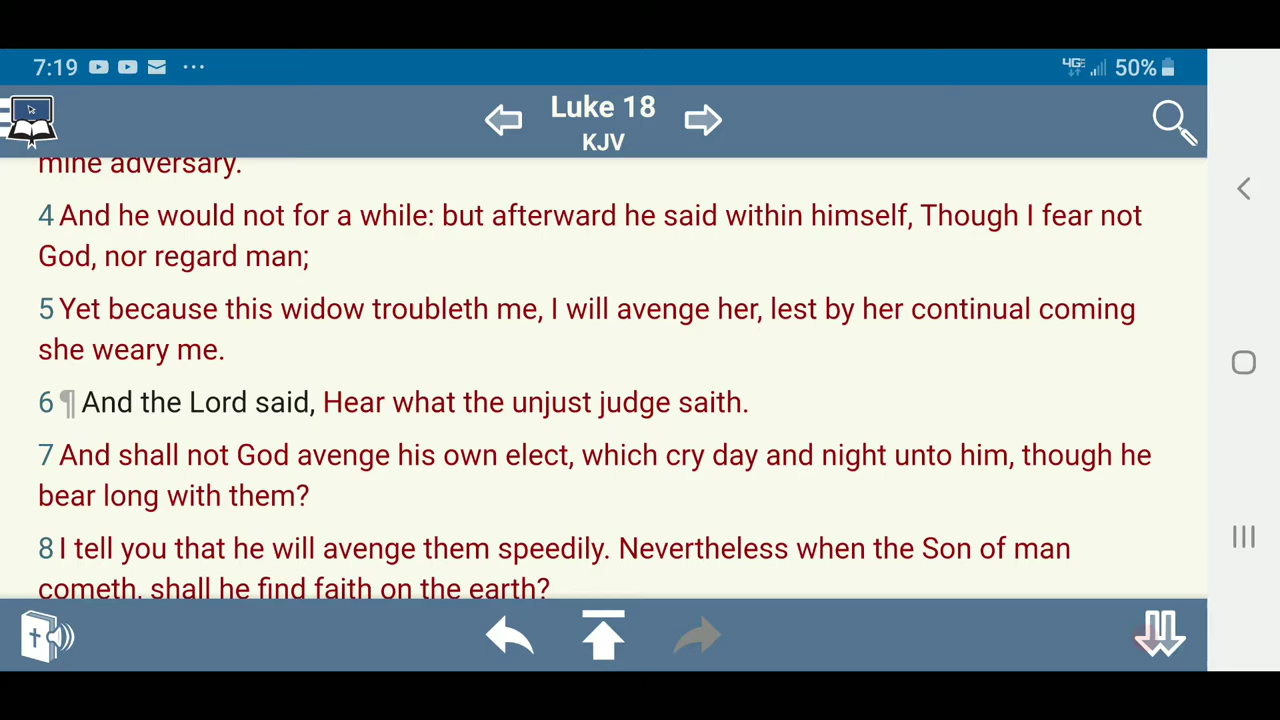 7:19 ... 4GE 50%
Luke 18
KJV
mine adversary.
4 And he would not for a while: but afterward he said within himself, Though I fear not
God, nor regard man;
5 Yet because this widow troubleth me, I will avenge her, lest by her continual coming
she weary me.
6 ¶ And the Lord said, Hear what the unjust judge saith.
7 And shall not God avenge his own elect, which cry day and night unto him, though he
bear long with them?
8 I tell you that he will avenge them speedily. Nevertheless when the Son of man
cometh, shall he find faith on the earth?